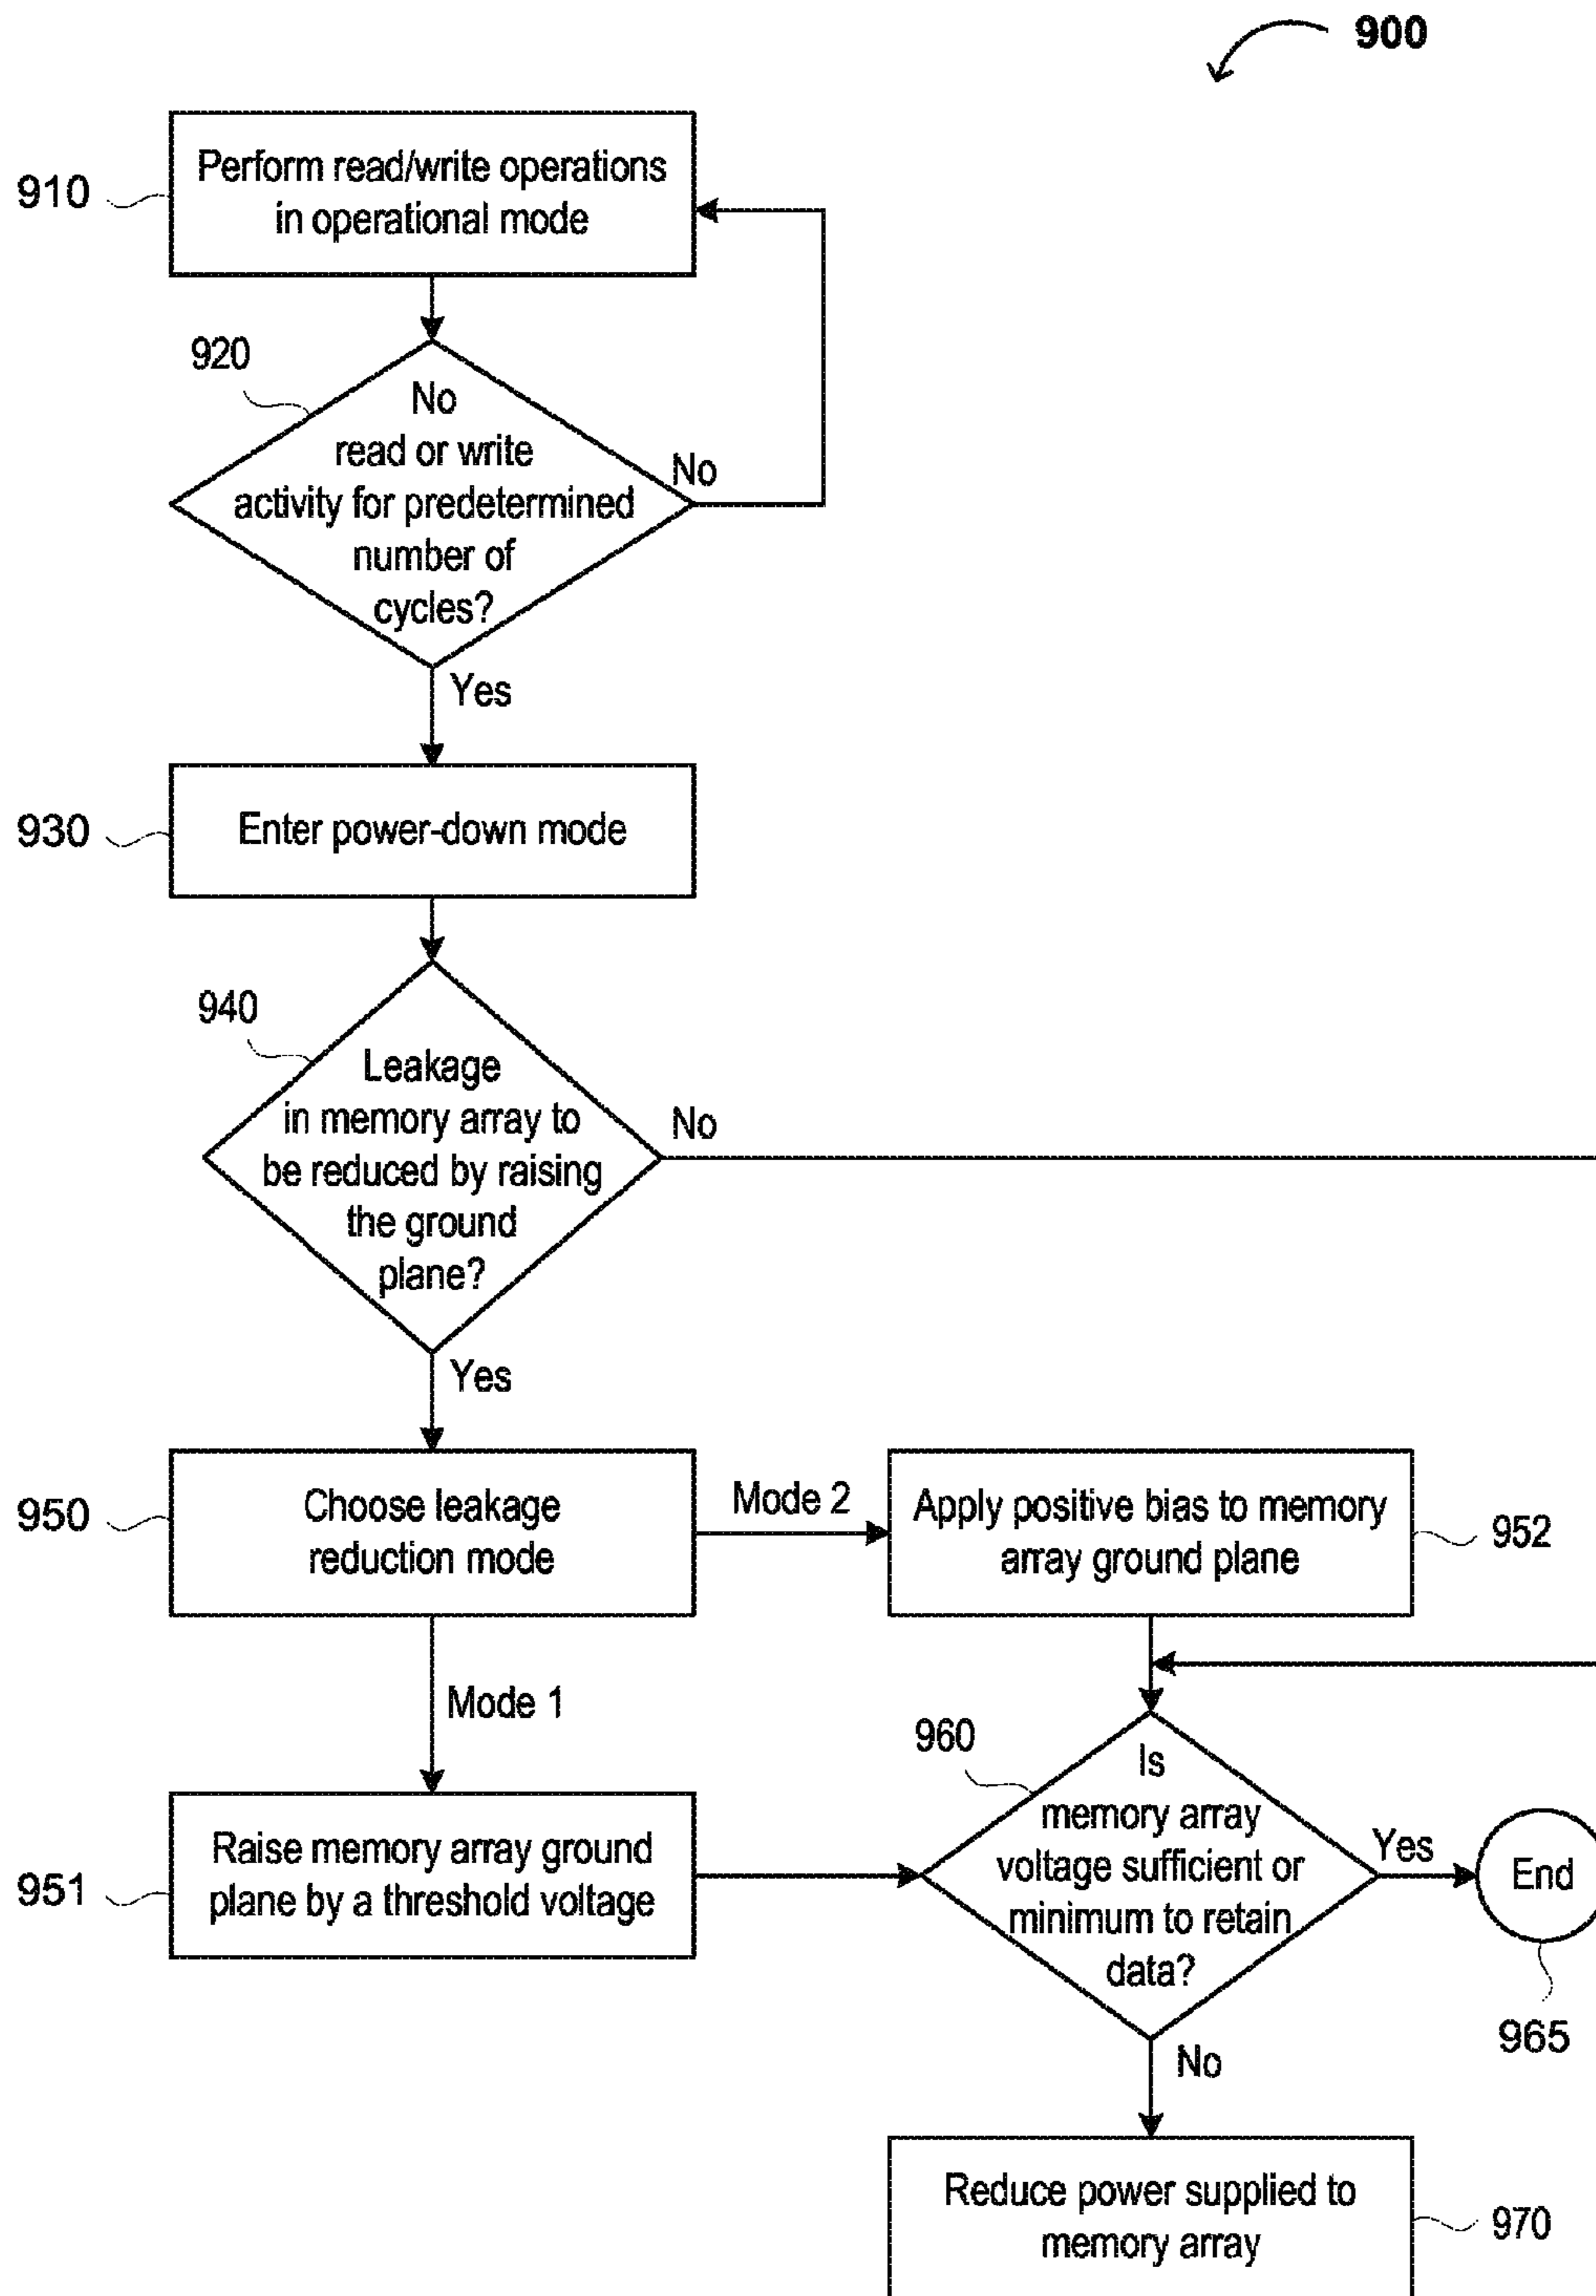 900
910
Perform read/write operations
in operational mode
920
No
read or write
activity for predetermined
number of
cycles?
No
Yes
930
Enter power-down mode
940
Leakage
in memory array to
be reduced by raising
the ground
plane?
No
Yes
950
Choose leakage
reduction mode
Mode 2
Apply positive bias to memory
array ground plane
952
Mode 1
951
Raise memory array ground
plane by a threshold voltage
960
Is
memory array
voltage sufficient or
minimum to retain
data?
Yes
End
965
No
Reduce power supplied to
memory array
970